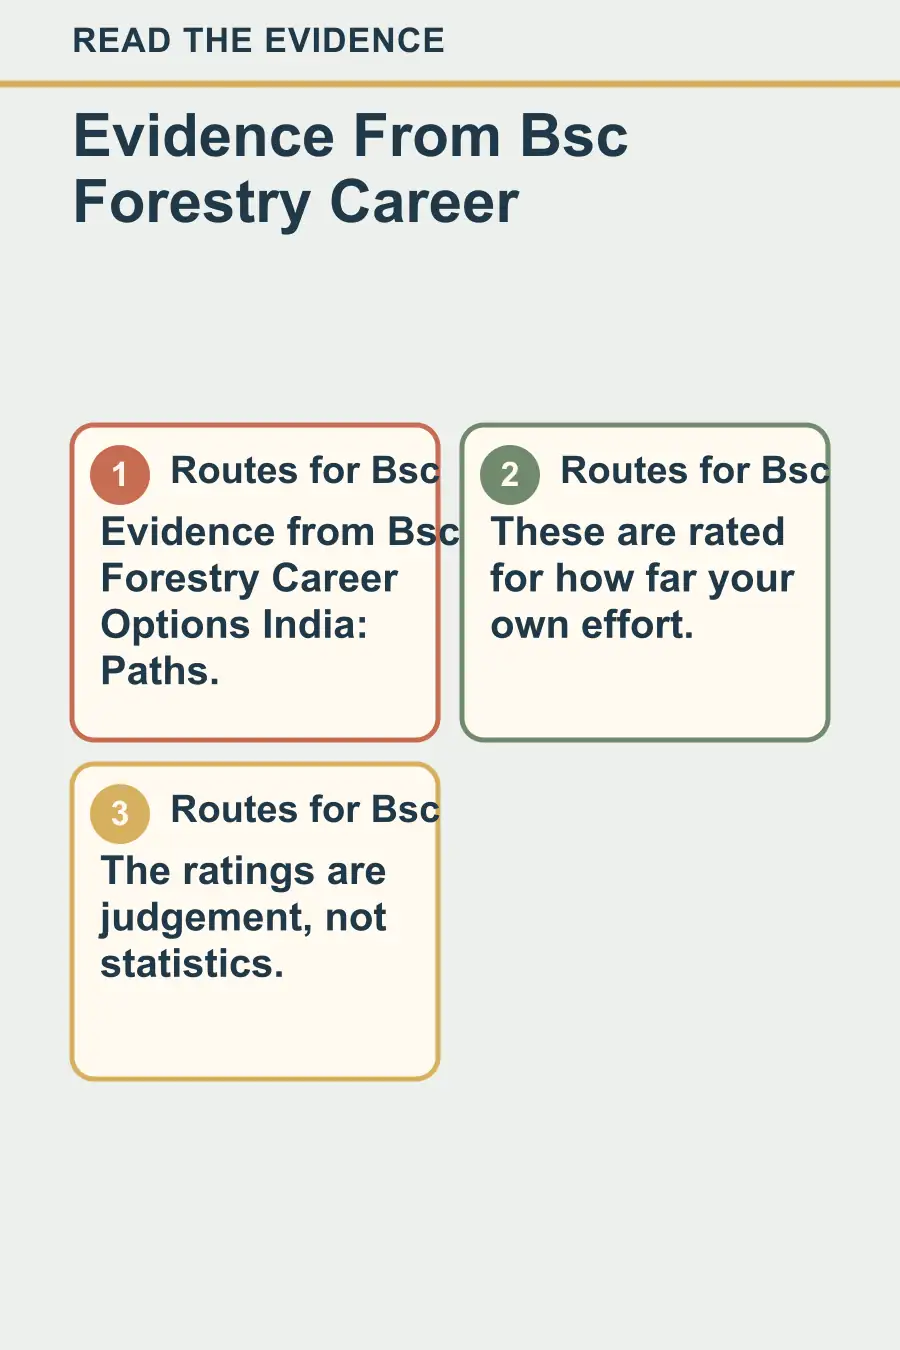 READ THE EVIDENCE
Evidence From Bsc
Forestry Career
1 Routes for Bsc
Evidence from Bsc
Forestry Career
Options India:
Paths.
2 Routes for Bsc
These are rated
for how far your
own effort.
3 Routes for Bsc
The ratings are
judgement, not
statistics.